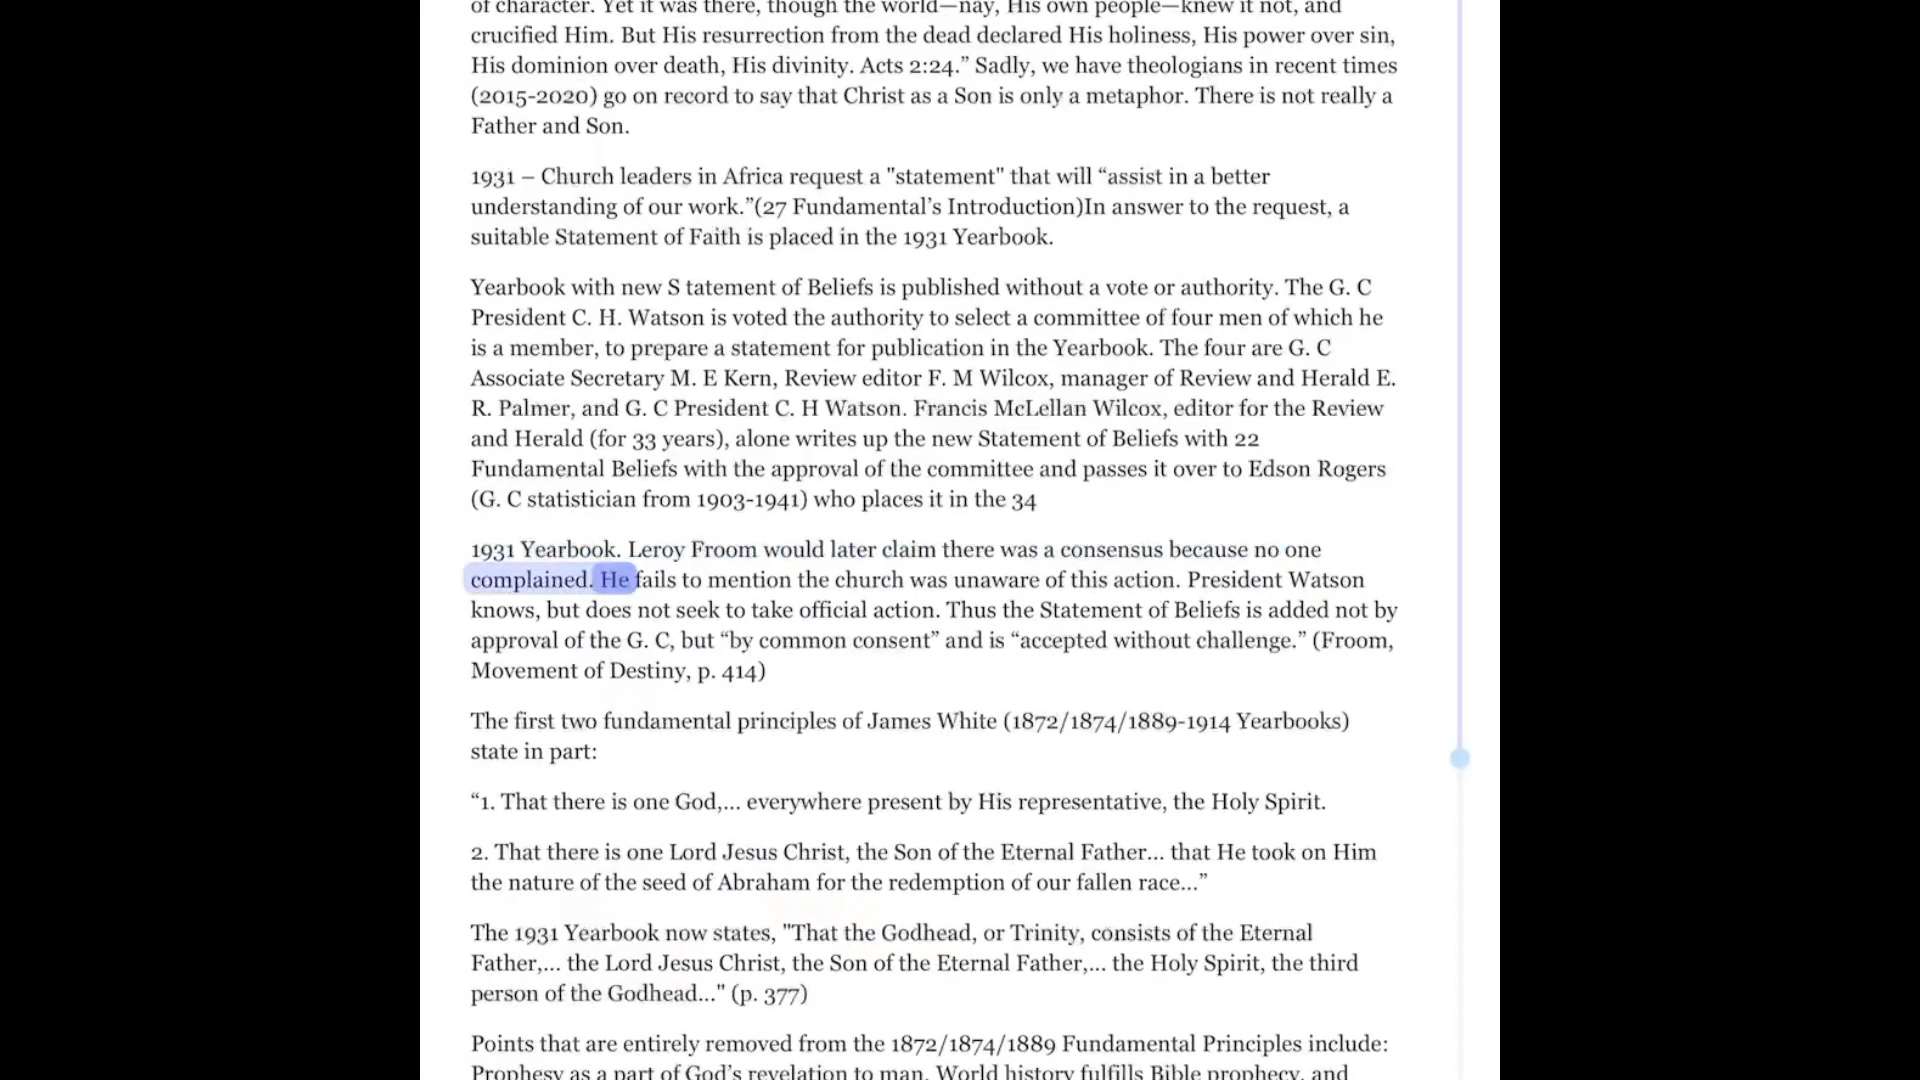 of character. Yet it was there, though the world—nay, His own people—knew it not, and
crucified Him. But His resurrection from the dead declared His holiness, His power over sin,
His dominion over death, His divinity. Acts 2:24.” Sadly, we have theologians in recent times
(2015-2020) go on record to say that Christ as a Son is only a metaphor. There is not really a
Father and Son.
1931 – Church leaders in Africa request a "statement" that will “assist in a better
understanding of our work.”(27 Fundamental’s Introduction)In answer to the request, a
suitable Statement of Faith is placed in the 1931 Yearbook.
Yearbook with new S tatement of Beliefs is published without a vote or authority. The G. C
President C. H. Watson is voted the authority to select a committee of four men of which he
is a member, to prepare a statement for publication in the Yearbook. The four are G. C
Associate Secretary M. E Kern, Review editor F. M Wilcox, manager of Review and Herald E.
R. Palmer, and G. C President C. H Watson. Francis McLellan Wilcox, editor for the Review
and Herald (for 33 years), alone writes up the new Statement of Beliefs with 22
Fundamental Beliefs with the approval of the committee and passes it over to Edson Rogers
(G. C statistician from 1903-1941) who places it in the 34
1931 Yearbook. Leroy Froom would later claim there was a consensus because no one
complained. He fails to mention the church was unaware of this action. President Watson
knows, but does not seek to take official action. Thus the Statement of Beliefs is added not by
approval of the G. C, but “by common consent” and is “accepted without challenge.” (Froom,
Movement of Destiny, p. 414)
The first two fundamental principles of James White (1872/1874/1889-1914 Yearbooks)
state in part:
“1. That there is one God,... everywhere present by His representative, the Holy Spirit.
2. That there is one Lord Jesus Christ, the Son of the Eternal Father... that He took on Him
the nature of the seed of Abraham for the redemption of our fallen race...”
The 1931 Yearbook now states, "That the Godhead, or Trinity, consists of the Eternal
Father,... the Lord Jesus Christ, the Son of the Eternal Father,... the Holy Spirit, the third
person of the Godhead..." (p. 377)
Points that are entirely removed from the 1872/1874/1889 Fundamental Principles include:
Prophesy as a part of God’s revelation to man, World history fulfills Bible prophecy, and